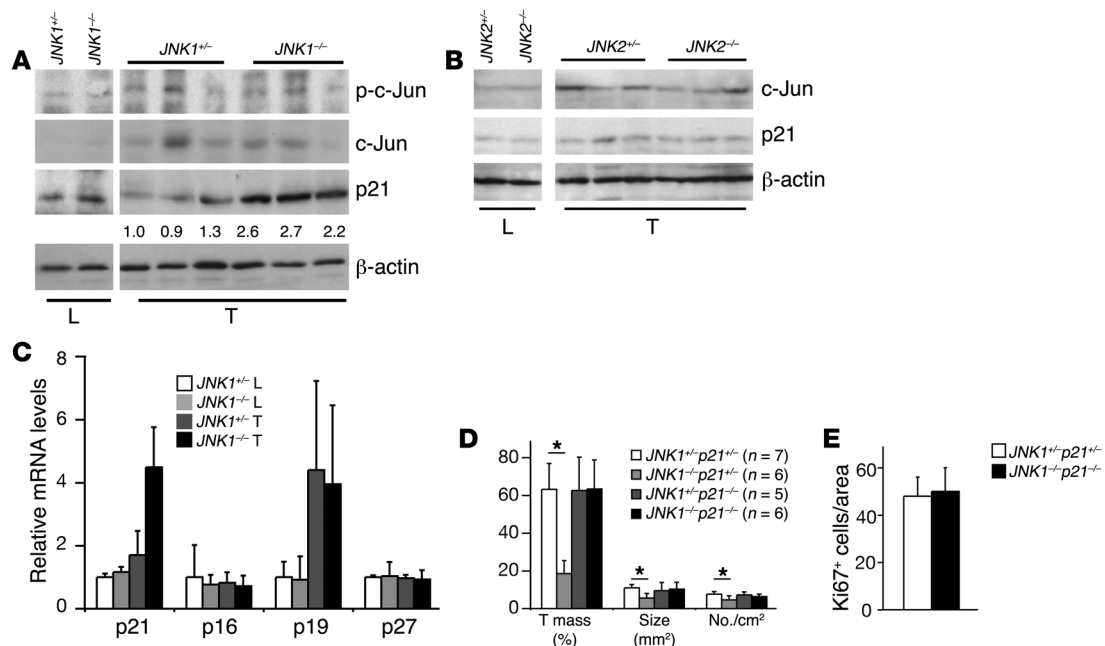 A
JNK1+/–
JNK1–/–
JNK1+/–
JNK1–/–
p-c-Jun
c-Jun
p21
1.0 0.9 1.3 2.6 2.7 2.2
β-actin
L
T
B
JNK2+/–
JNK2–/–
JNK2+/–
JNK2–/–
c-Jun
p21
β-actin
L
T
C
Relative mRNA levels
8
6
4
2
0
JNK1+/– L
JNK1–/– L
JNK1+/– T
JNK1–/– T
p21 p16 p19 p27
D
80
60
40
20
0
*
*
*
JNK1+/–p21+/– (n = 7)
JNK1–/–p21+/– (n = 6)
JNK1+/–p21–/– (n = 5)
JNK1–/–p21–/– (n = 6)
T mass Size No./cm²
(%) (mm²)
E
Ki67+ cells/area
60
40
20
0
JNK1+/–p21+/–
JNK1–/–p21–/–